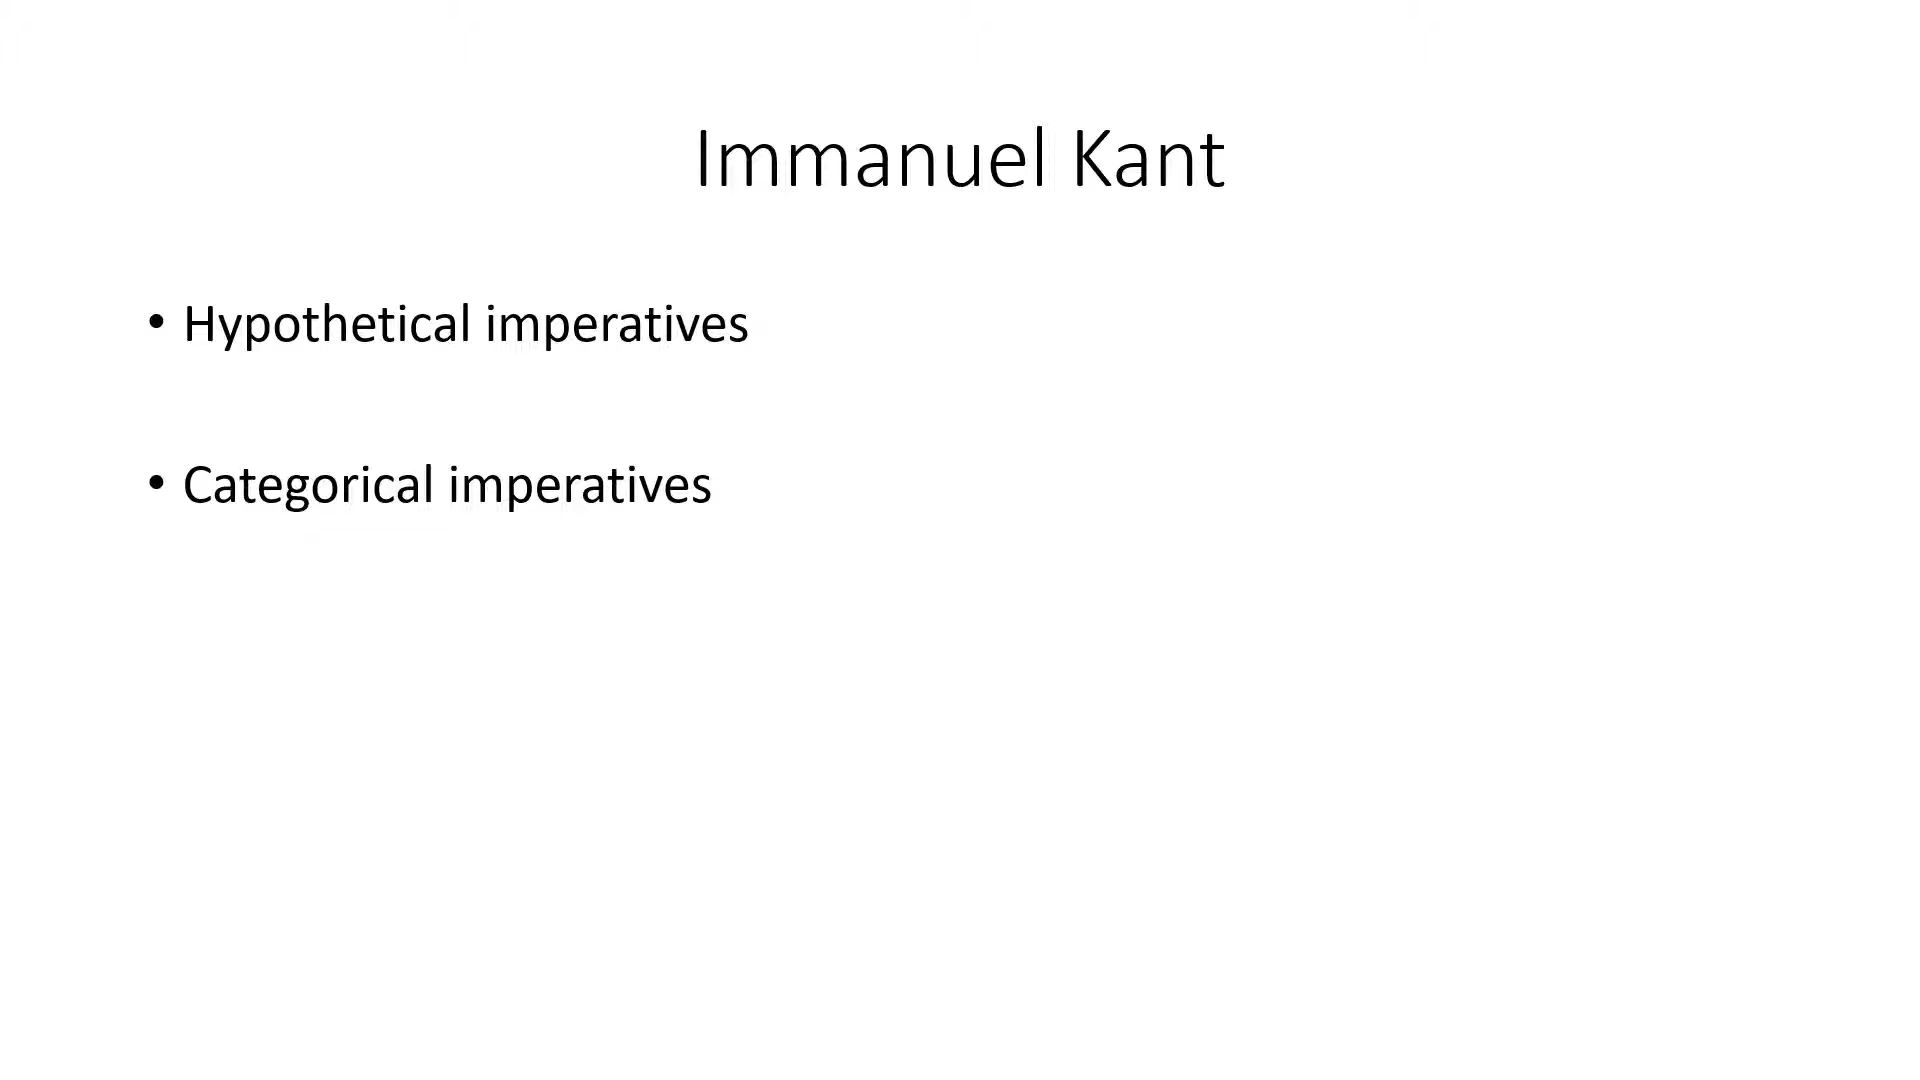 Immanuel Kant
• Hypothetical imperatives
• Categorical imperatives